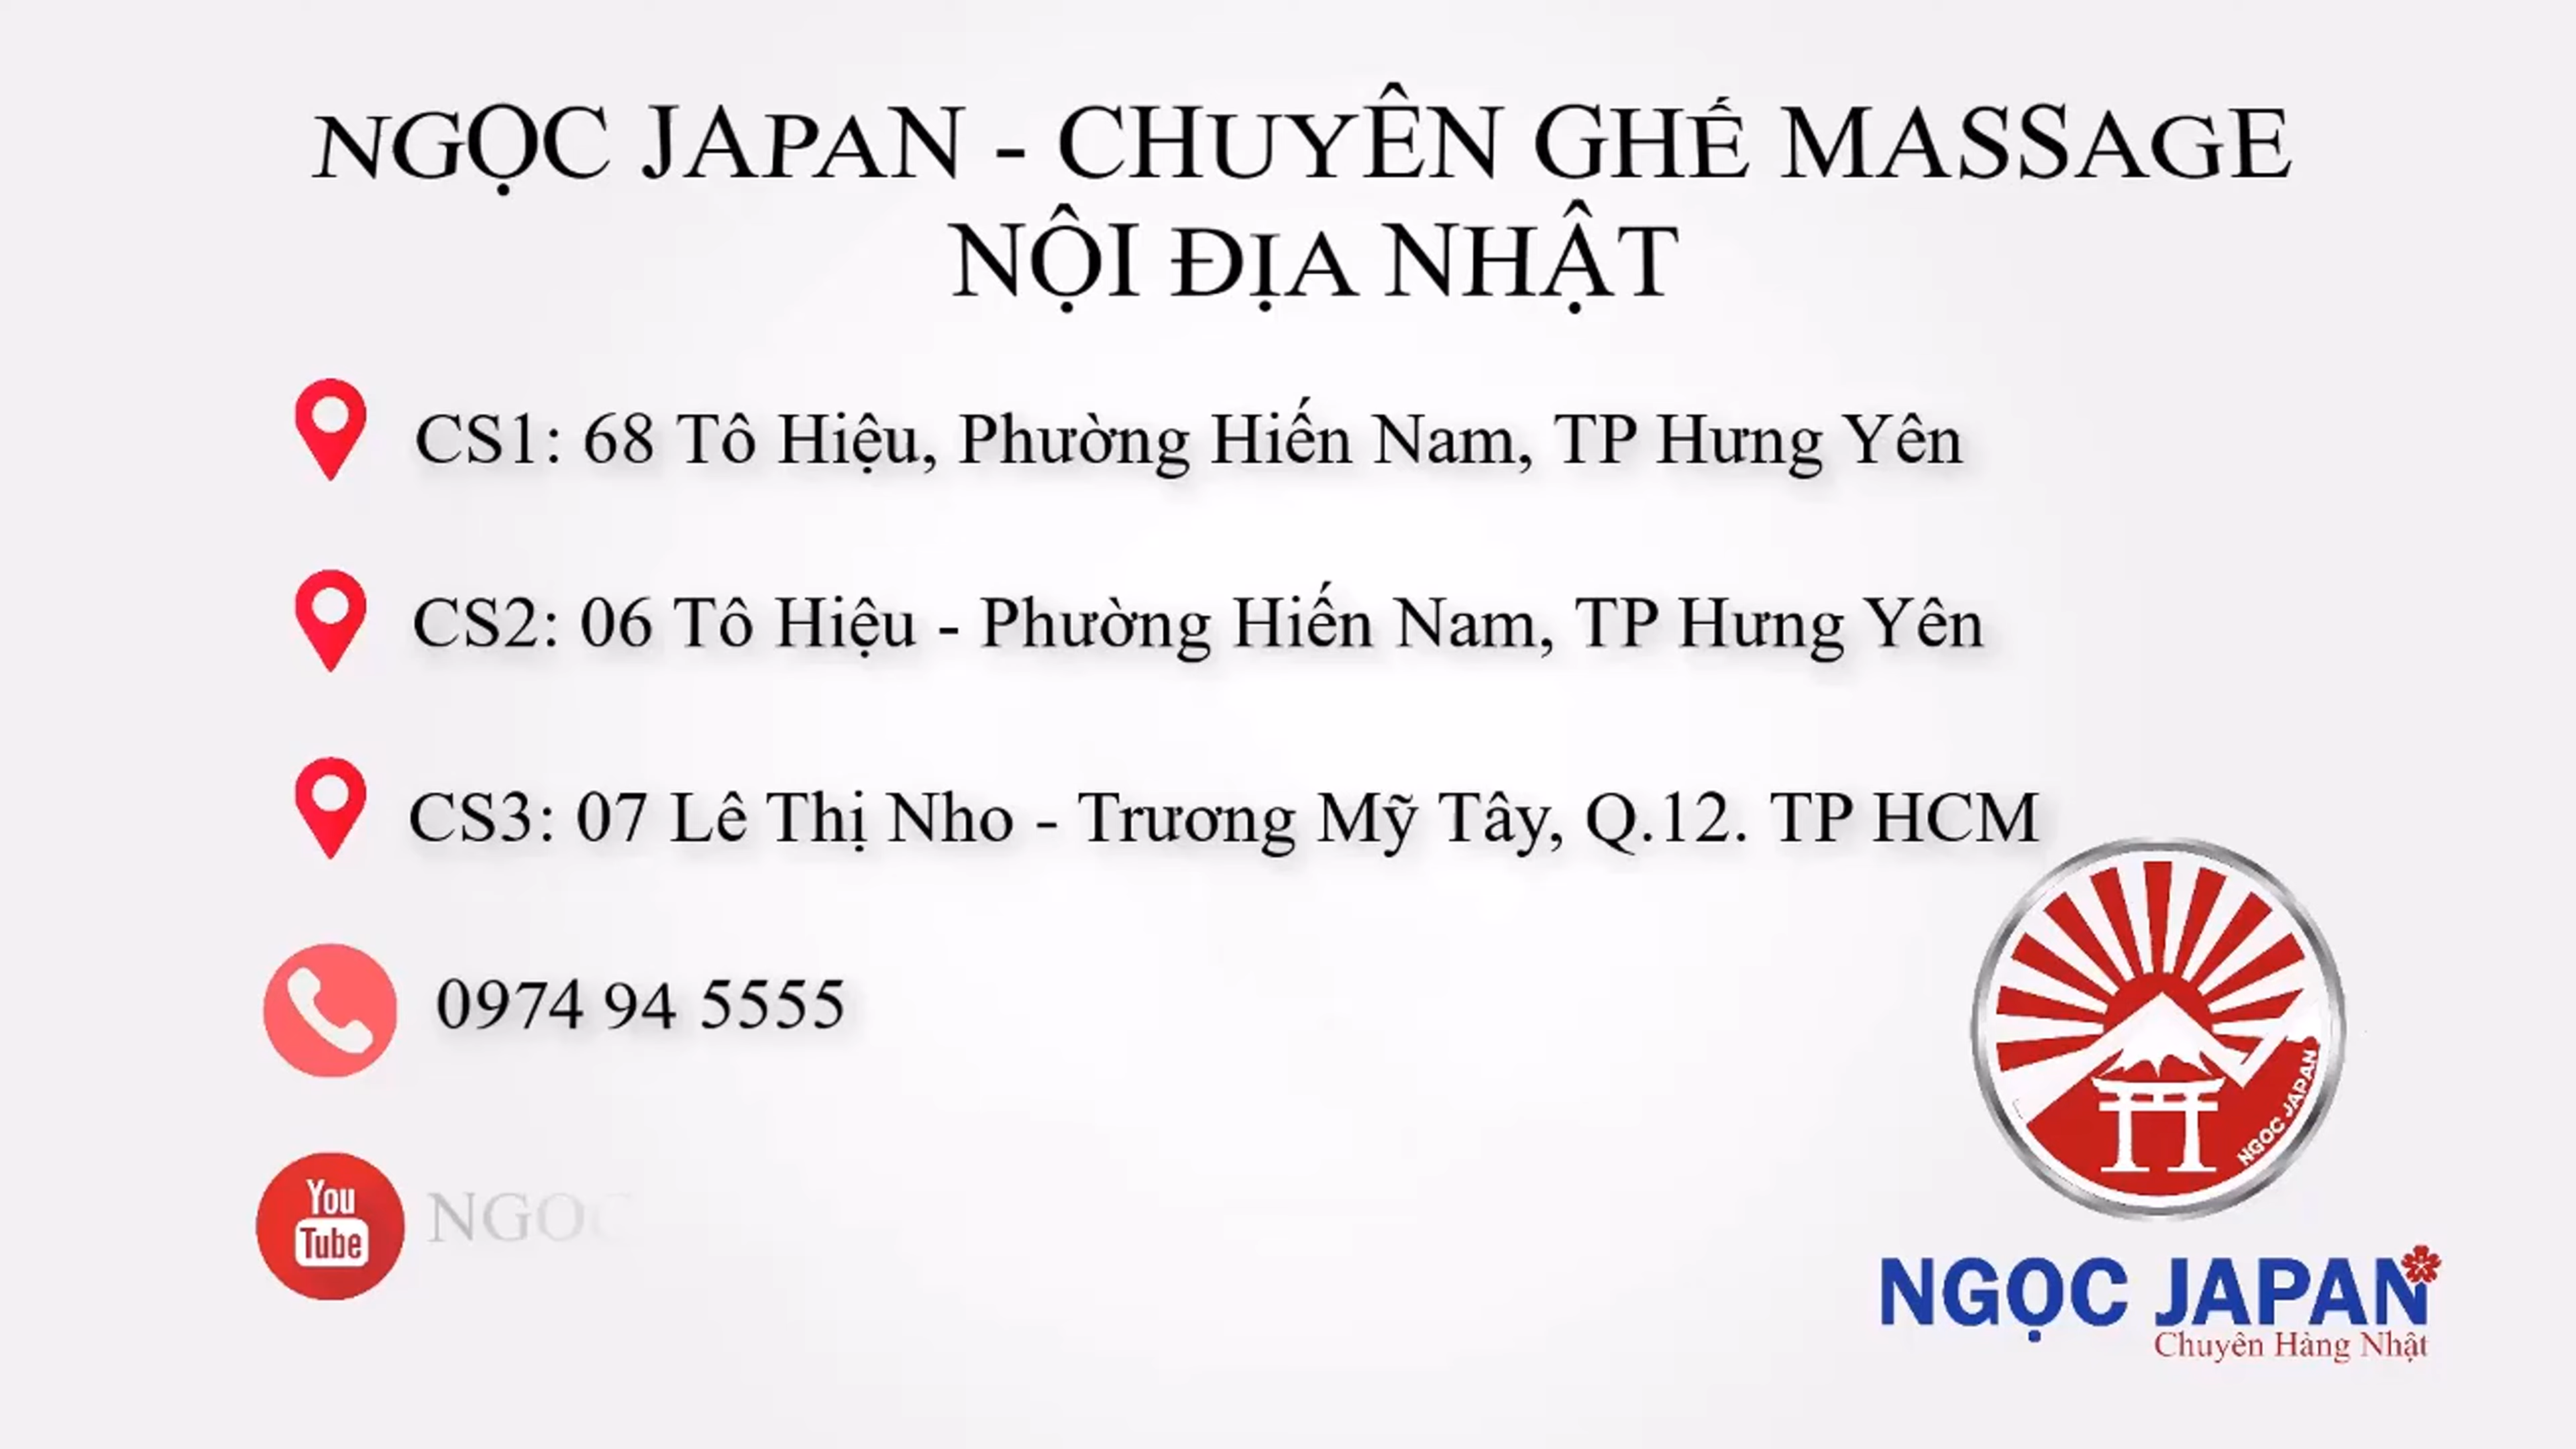 NGỌC JAPAN - CHUYÊN GHẾ MASSAGE
NỘI ĐỊA NHẬT
CS1: 68 Tô Hiệu, Phường Hiến Nam, TP Hưng Yên
CS2: 06 Tô Hiệu - Phường Hiến Nam, TP Hưng Yên
CS3: 07 Lê Thị Nho - Trương Mỹ Tây, Q.12. TP HCM
0974 94 5555
NGOC JAPAN
You
Tube
NGOC
NGỌC JAPAN
Chuyên Hàng Nhật